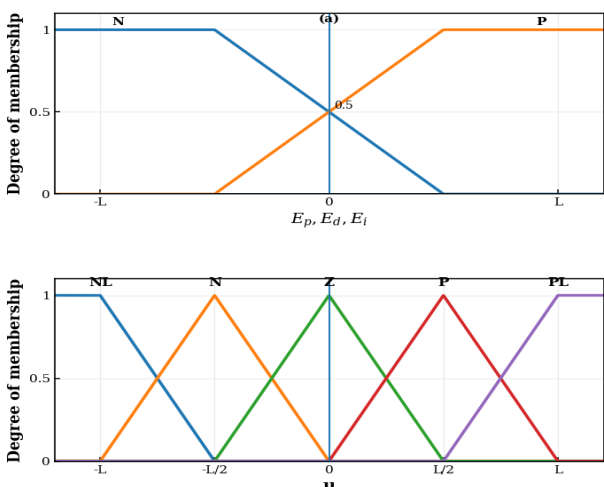 (a)
N P
1
0.5
0.5
0
-L 0 L
Degree of membership
E_p, E_d, E_i
NL N Z P PL
1
0.5
0
-L -L/2 0 L/2 L
Degree of membership